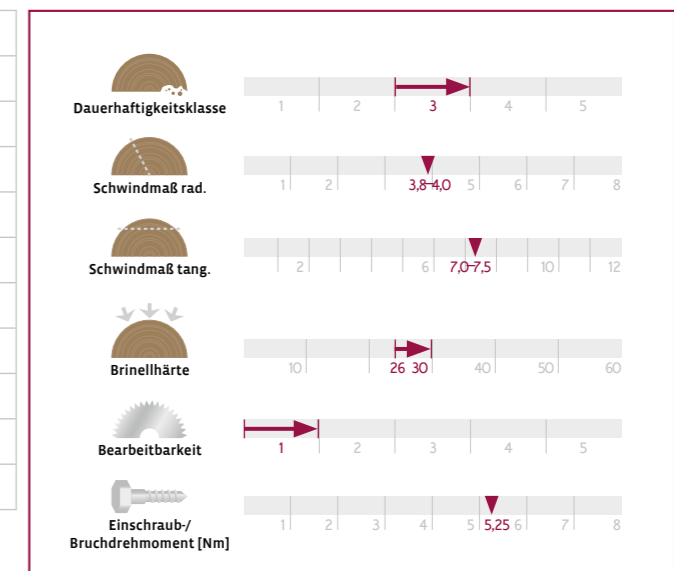 Dauerhaftigkeitsklasse
1 2 3 4 5
Schwindmaß rad.
1 2 3,8–4,0 5 6 7 8
Schwindmaß tang.
2 6 7,0–7,5 10 12
Brinellhärte
10 26 30 40 50 60
Bearbeitbarkeit
1 2 3 4 5
Einschraub-/
Bruchdrehmoment [Nm]
1 2 3 4 5 5,25 6 7 8